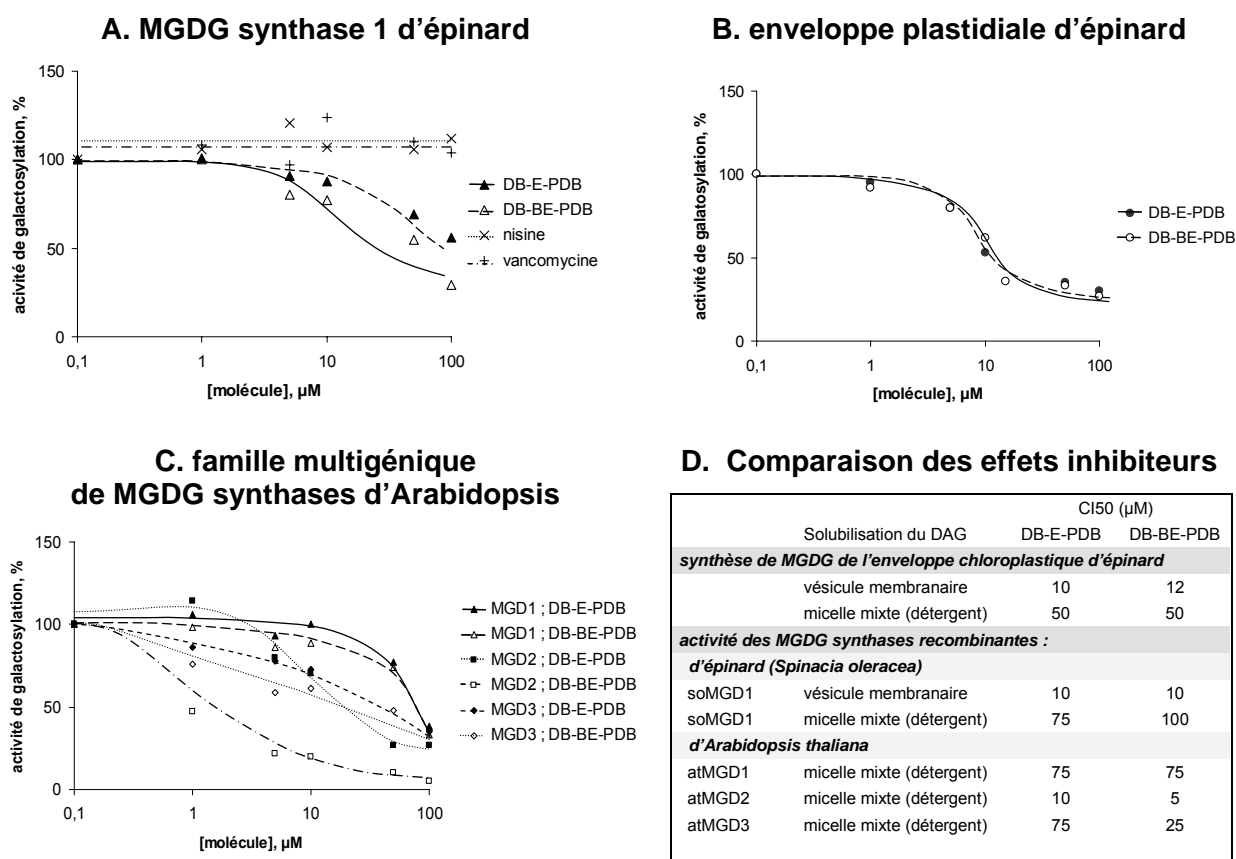 A. MGDG synthase 1 d’épinard
acivité de galactosylation, %
150
100
50
0
0,1
1
10
100
[molécule], µM
DB-E-PDB
DB-BE-PDB
nisine
vancomycine
B. enveloppe plastidiale d’épinard
activité de galatosylation, %
150
100
50
0
0,1
1
10
100
[molécule], µM
DB-E-PDB
DB-BE-PDB
C. famille multigénique
de MGDG synthases d’Arabidopsis
activité de galactosylation, %
150
100
50
0
0,1
1
10
100
[molécule], µM
MGD1 ; DB-E-PDB
MGD1 ; DB-BE-PDB
MGD2 ; DB-E-PDB
MGD2 ; DB-BE-PDB
MGD3 ; DB-E-PDB
MGD3 ; DB-BE-PDB
D. Comparaison des effets inhibiteurs
CI50 (µM)
Solubilisation du DAG DB-E-PDB DB-BE-PDB
synthèse de MGDG de l’enveloppe chloroplastique d’épinard
vésicule membranaire 10 12
micelle mixte (détergent) 50 50
activité des MGDG synthases recombinantes :
d’épinard (Spinacia oleracea)
soMGD1 vésicule membranaire 10 10
soMGD1 micelle mixte (détergent) 75 100
d’Arabidopsis thaliana
atMGD1 micelle mixte (détergent) 75 75
atMGD2 micelle mixte (détergent) 10 5
atMGD3 micelle mixte (détergent) 75 25